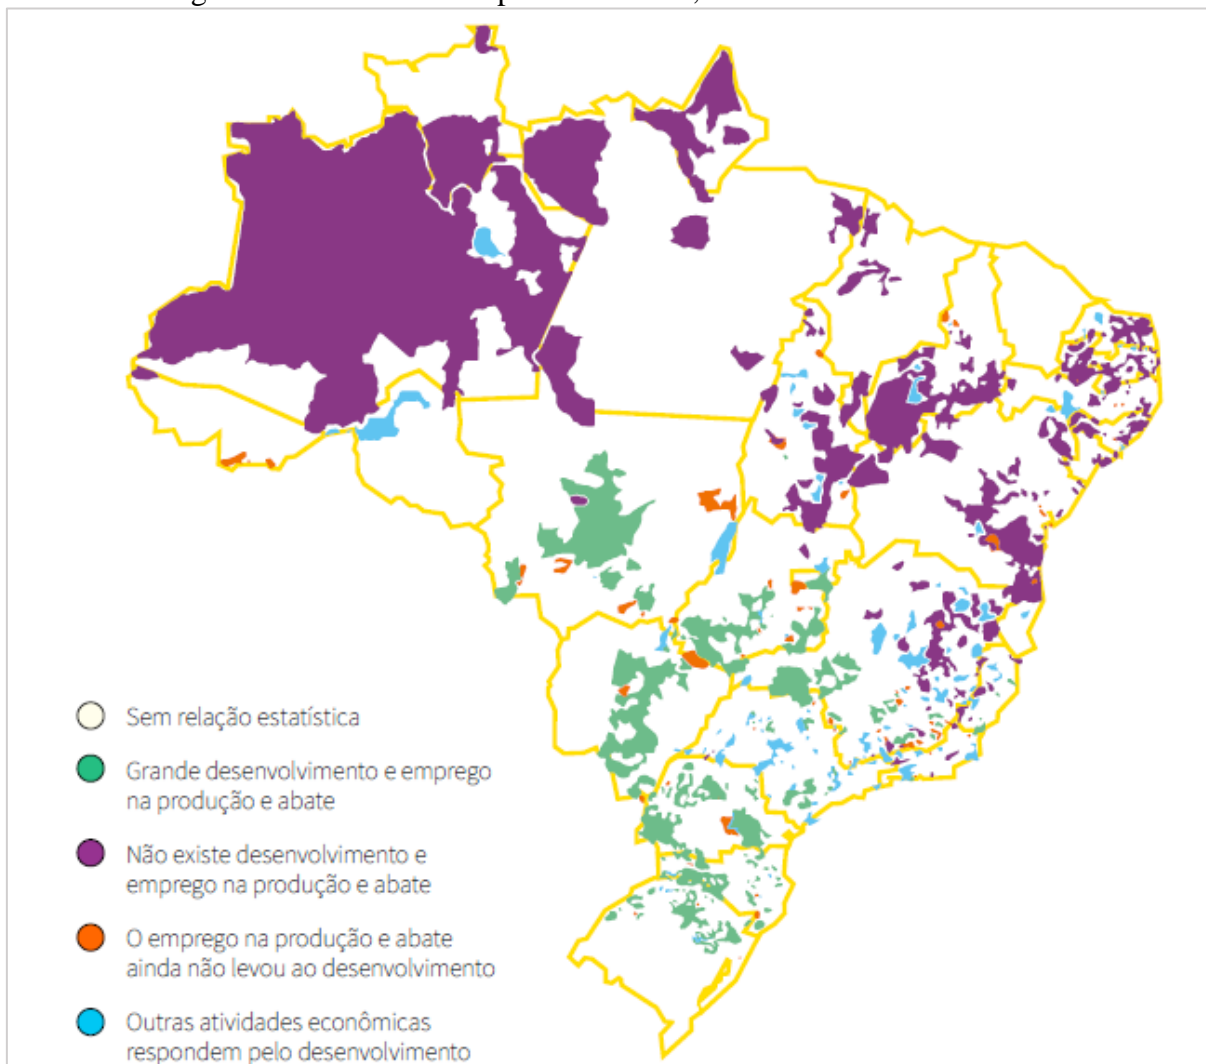 Sem relação estatística
Grande desenvolvimento e emprego
na produção e abate
Não existe desenvolvimento e
emprego na produção e abate
O emprego na produção e abate
ainda não levou ao desenvolvimento
Outras atividades econômicas
respondem pelo desenvolvimento